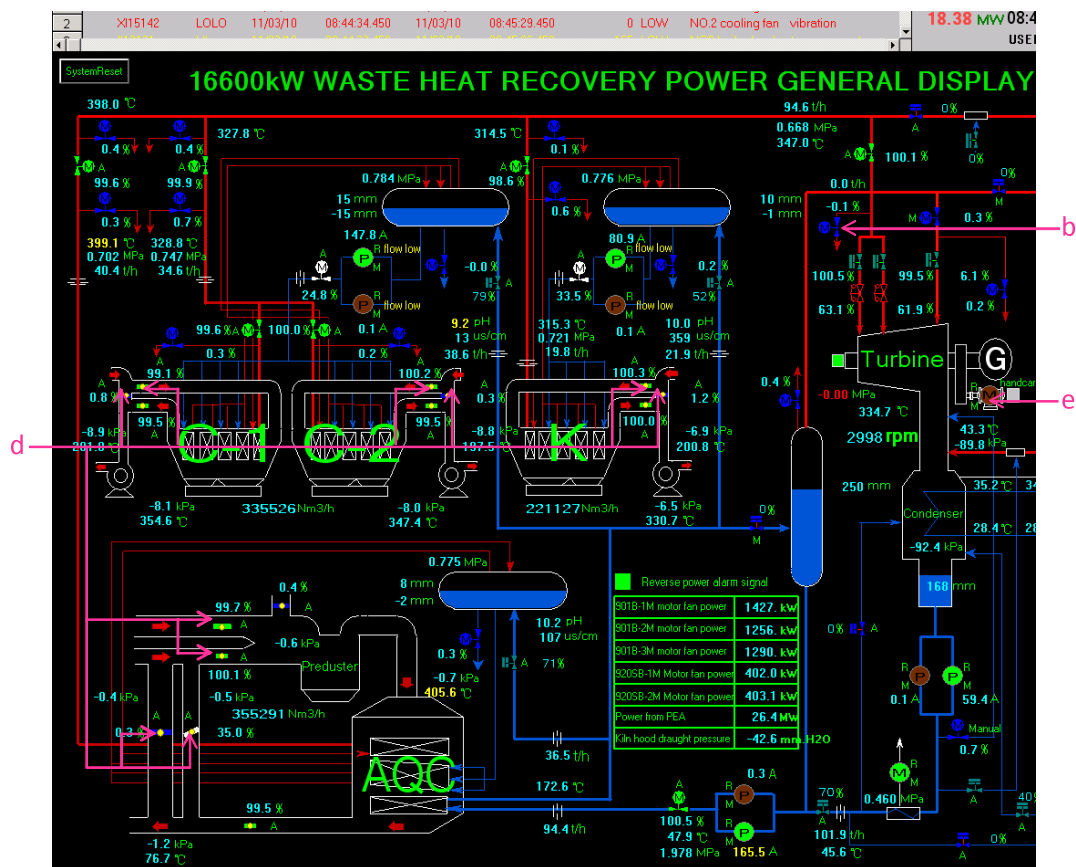 2 XI15142 LOLO 11/03/10 08:44:34.450 11/03/10 08:45:29.450 0 LOW NO.2 cooling fan vibration
18.38 MW 08:4
USEI
SystemReset
16600kW WASTE HEAT RECOVERY POWER GENERAL DISPLAY
398.0 ℃
327.8 ℃
314.5 ℃
94.6 t/h
0.668 MPa
347.0 ℃
0%
A
0.4 %
0.4 %
0.1 %
100.1 %
0%
99.6 %
99.9 %
98.6
0.784 MPa
0.776 MPa
0.0 t/h
0%
M
0.3 %
0.7 %
15 mm
-15 mm
0.6 %
10 mm
-1 mm
-0.1 %
0.3 %
b
399.1 ℃
0.702 MPa
40.4 t/h
328.8 ℃
0.747 MPa
34.6 t/h
147.8 A
flow low
80.9 A
flow low
24.8 %
flow low
0.1 A
-0.0 %
79%
33.5 %
flow low
0.1 A
0.2 %
52%
100.5 %
99.5 %
6.1 %
0.2 %
63.1 %
61.9 %
99.6 %A
100.0 %
0.3 %
0.2 %
9.2 pH
13 us/cm
38.6 t/h
315.3 ℃
0.721 MPa
19.8 t/h
10.0 pH
359 us/cm
21.9 t/h
Turbine
G
handcar
e
99.1 %
100.2 %
100.3 %
0.4 %
-0.00 MPa
334.7 ℃
2998 rpm
0.8 %
99.5 %
99.5 %
0.3 %
100.0 %
1.2 %
d
-8.9 kPa
C-1
C-2
-8.8 kPa
K
-6.9 kPa
200.8 ℃
43.3 ℃
-89.8 kPa
-8.1 kPa
354.6 ℃
335526 Nm3/h
-8.0 kPa
347.4 ℃
221127 Nm3/h
-6.5 kPa
330.7 ℃
0%
M
250 mm
35.2 ℃
Condenser
28.4 ℃
-92.4 kPa
168 mm
0.775 MPa
8 mm
-2 mm
Reverse power alarm signal
901B-1M motor fan power 1427. kW
901B-2M motor fan power 1256. kW
901B-3M motor fan power 1290. kW
920SB-1M Motor fan power 402.0 kW
920SB-2M Motor fan power 403.1 kW
Power from PEA 26.4 MW
Kiln hood draught pressure -42.6 mm.H2O
0.4 %
99.7 %
-0.6 kPa
Preduster
100.1 %
10.2 pH
107 us/cm
0.3 %
71%
-0.7 kPa
405.6 ℃
-0.4 kPa
-0.5 kPa
355291 Nm3/h
0.3 %
35.0 %
0%
A
0.1 A
59.4 A
Manual
0.7 %
36.5 t/h
AQC
172.6 ℃
99.5 %
94.4 t/h
-1.2 kPa
76.7 ℃
0.3 A
100.5 %
47.9 ℃
1.978 MPa
165.5 A
70%
0.460 MPa
101.9 t/h
45.6 ℃
40%
0%